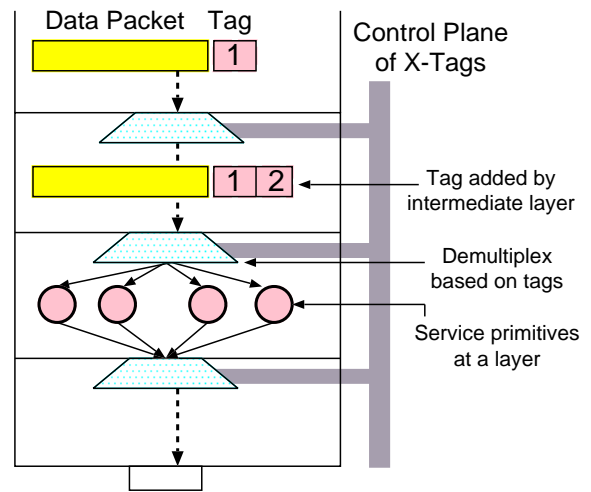 Data Packet Tag
1
Control Plane
of X-Tags
1 2
Tag added by
intermediate layer
Demultiplex
based on tags
Service primitives
at a layer